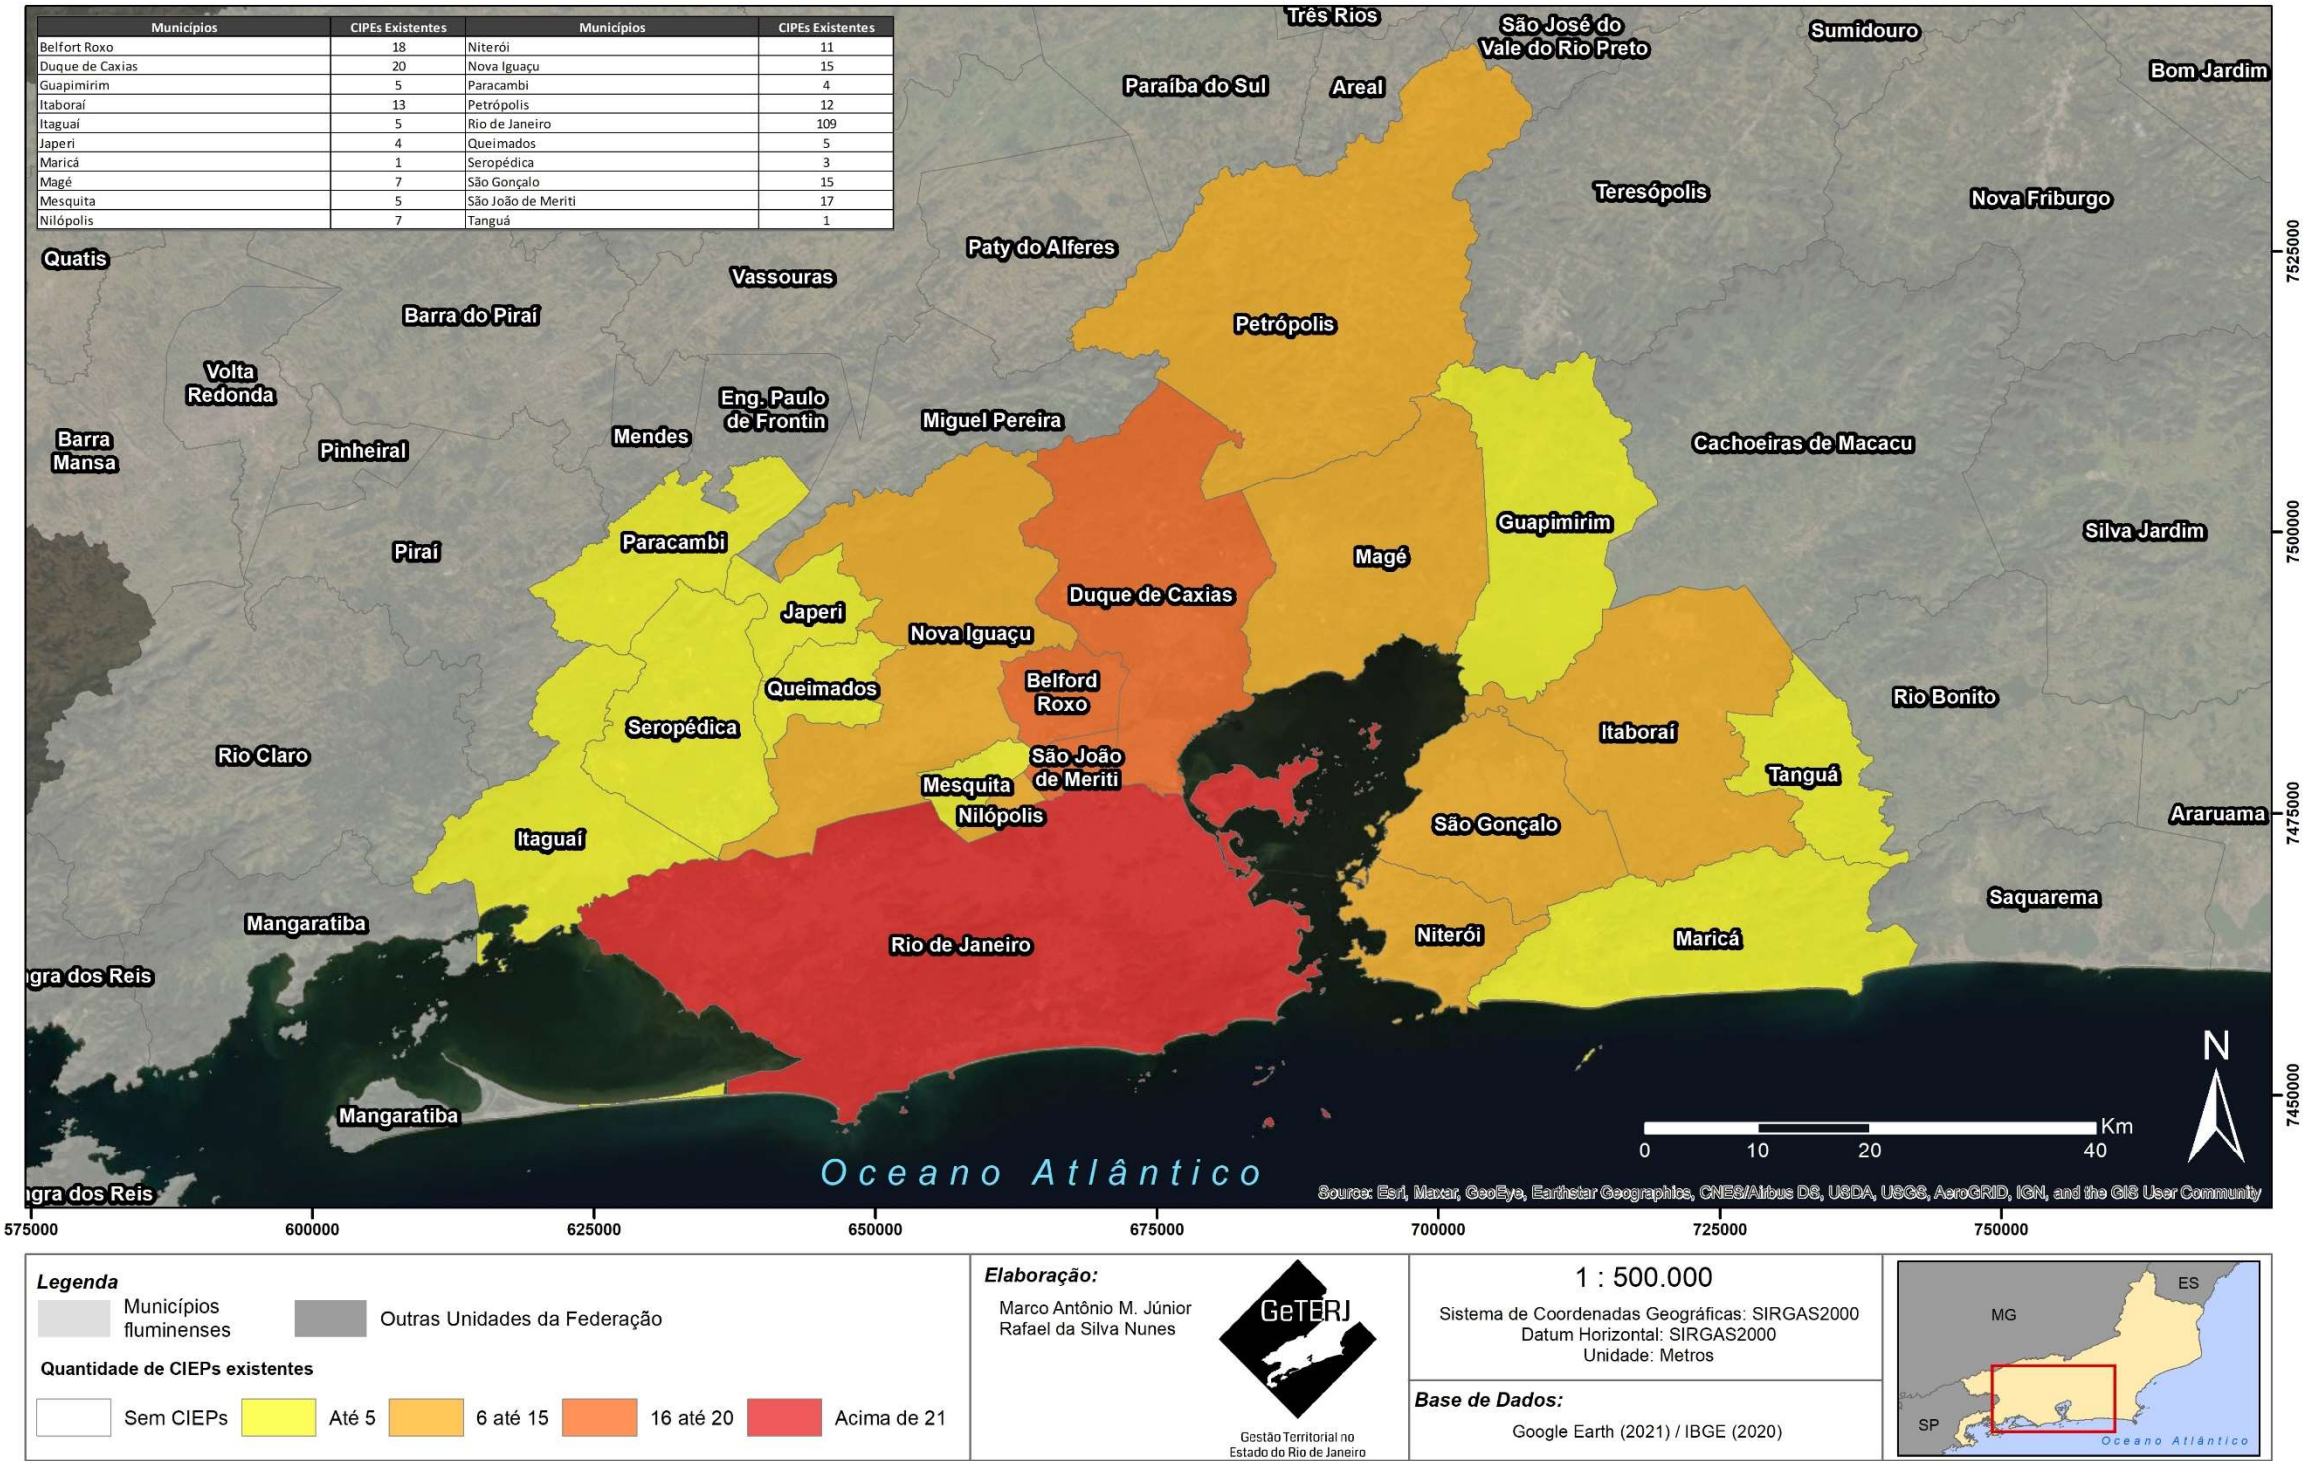 Municípios CIPEs Existentes Municípios CIPEs Existentes
Belfort Roxo 18 Niterói 11
Duque de Caxias 20 Nova Iguaçu 15
Guapimirim 5 Paracambi 4
Itaboraí 13 Petrópolis 12
Itaguaí 5 Rio de Janeiro 109
Japeri 4 Queimados 5
Maricá 1 Seropédica 3
Magé 7 São Gonçalo 15
Mesquita 5 São João de Meriti 17
Nilópolis 7 Tanguá 1
Três Rios
São José do
Vale do Rio Preto
Sumidouro
Bom Jardim
Paraíba do Sul
Areal
Teresópolis
Nova Friburgo
Quatis
Vassouras
Paty do Alferes
Barra do Piraí
Petrópolis
Volta
Redonda
Eng. Paulo
de Frontin
Miguel Pereira
Mendes
Barra
Mansa
Pinheiral
Cachoeiras de Macacu
Paracambi
Piraí
Guapimirim
Silva Jardim
Magé
Duque de Caxias
Japeri
Nova Iguaçu
Belford
Roxo
Queimados
Seropédica
Rio Bonito
Itaboraí
Rio Claro
São João
de Meriti
Mesquita
Nilópolis
Tanguá
Araruama
São Gonçalo
Itaguaí
Saquarema
Mangaratiba
Niterói
Maricá
Rio de Janeiro
gra dos Reis
Mangaratiba
gra dos Reis
Oceano Atlântico
N
Km
0 10 20 40
Source: Esri, Maxar, GeoEye, Earthstar Geographics, CNES/Airbus DS, USDA, USGS, AeroGRID, IGN, and the GIS User Community
7525000
7500000
7475000
7450000
575000 600000 625000 650000 675000 700000 725000 750000
Legenda
Municípios
fluminenses
Outras Unidades da Federação
Quantidade de CIEPs existentes
Sem CIEPs Até 5 6 até 15 16 até 20 Acima de 21
Elaboração:
Marco Antônio M. Júnior
Rafael da Silva Nunes
GeTERJ
Gestão Territorial no
Estado do Rio de Janeiro
1 : 500.000
Sistema de Coordenadas Geográficas: SIRGAS2000
Datum Horizontal: SIRGAS2000
Unidade: Metros
Base de Dados:
Google Earth (2021) / IBGE (2020)
ES
MG
SP
Oceano Atlântico